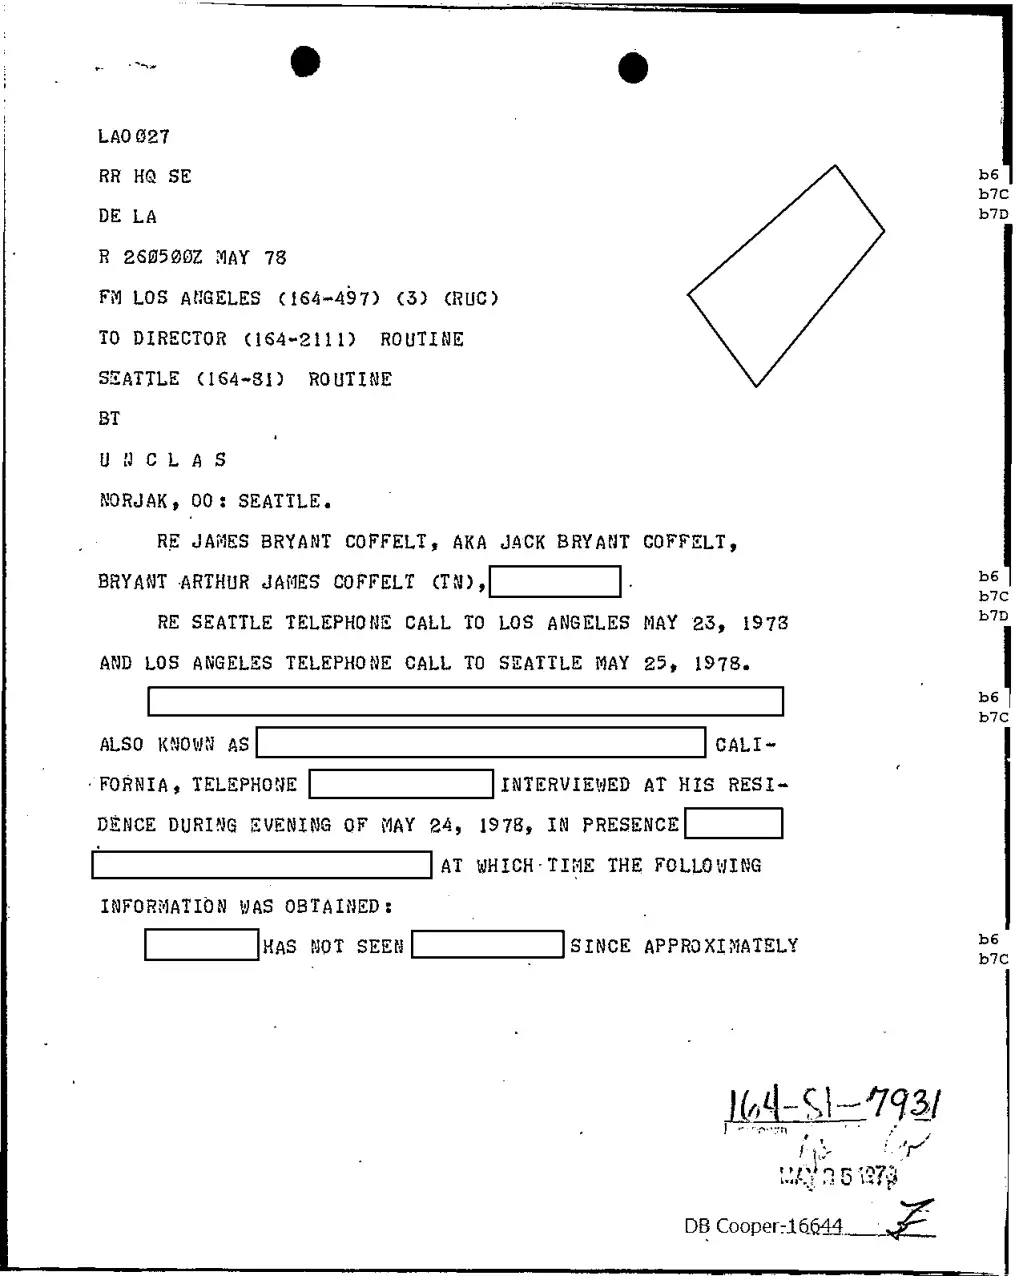 LAO027
RR HQ SE
DE LA
R 260500Z MAY 78
FM LOS ANGELES (164-497) (3) (RUC)
TO DIRECTOR (164-2111) ROUTINE
SEATTLE (164-81) ROUTINE
BT
U N C L A S
NORJAK, OO: SEATTLE.
RE JAMES BRYANT COFFELT, AKA JACK BRYANT COFFELT,
BRYANT ARTHUR JAMES COFFELT (TN),
RE SEATTLE TELEPHONE CALL TO LOS ANGELES MAY 23, 1978
AND LOS ANGELES TELEPHONE CALL TO SEATTLE MAY 25, 1978.
ALSO KNOWN AS CALI-
FORNIA, TELEPHONE INTERVIEWED AT HIS RESI-
DENCE DURING EVENING OF MAY 24, 1978, IN PRESENCE
AT WHICH TIME THE FOLLOWING
INFORMATION WAS OBTAINED:
HAS NOT SEEN SINCE APPROXIMATELY
b6
b7C
b7D
b6
b7C
b7D
b6
b7C
b6
b7C
164-81-7931
MAY 25 1978
DB Cooper-16644